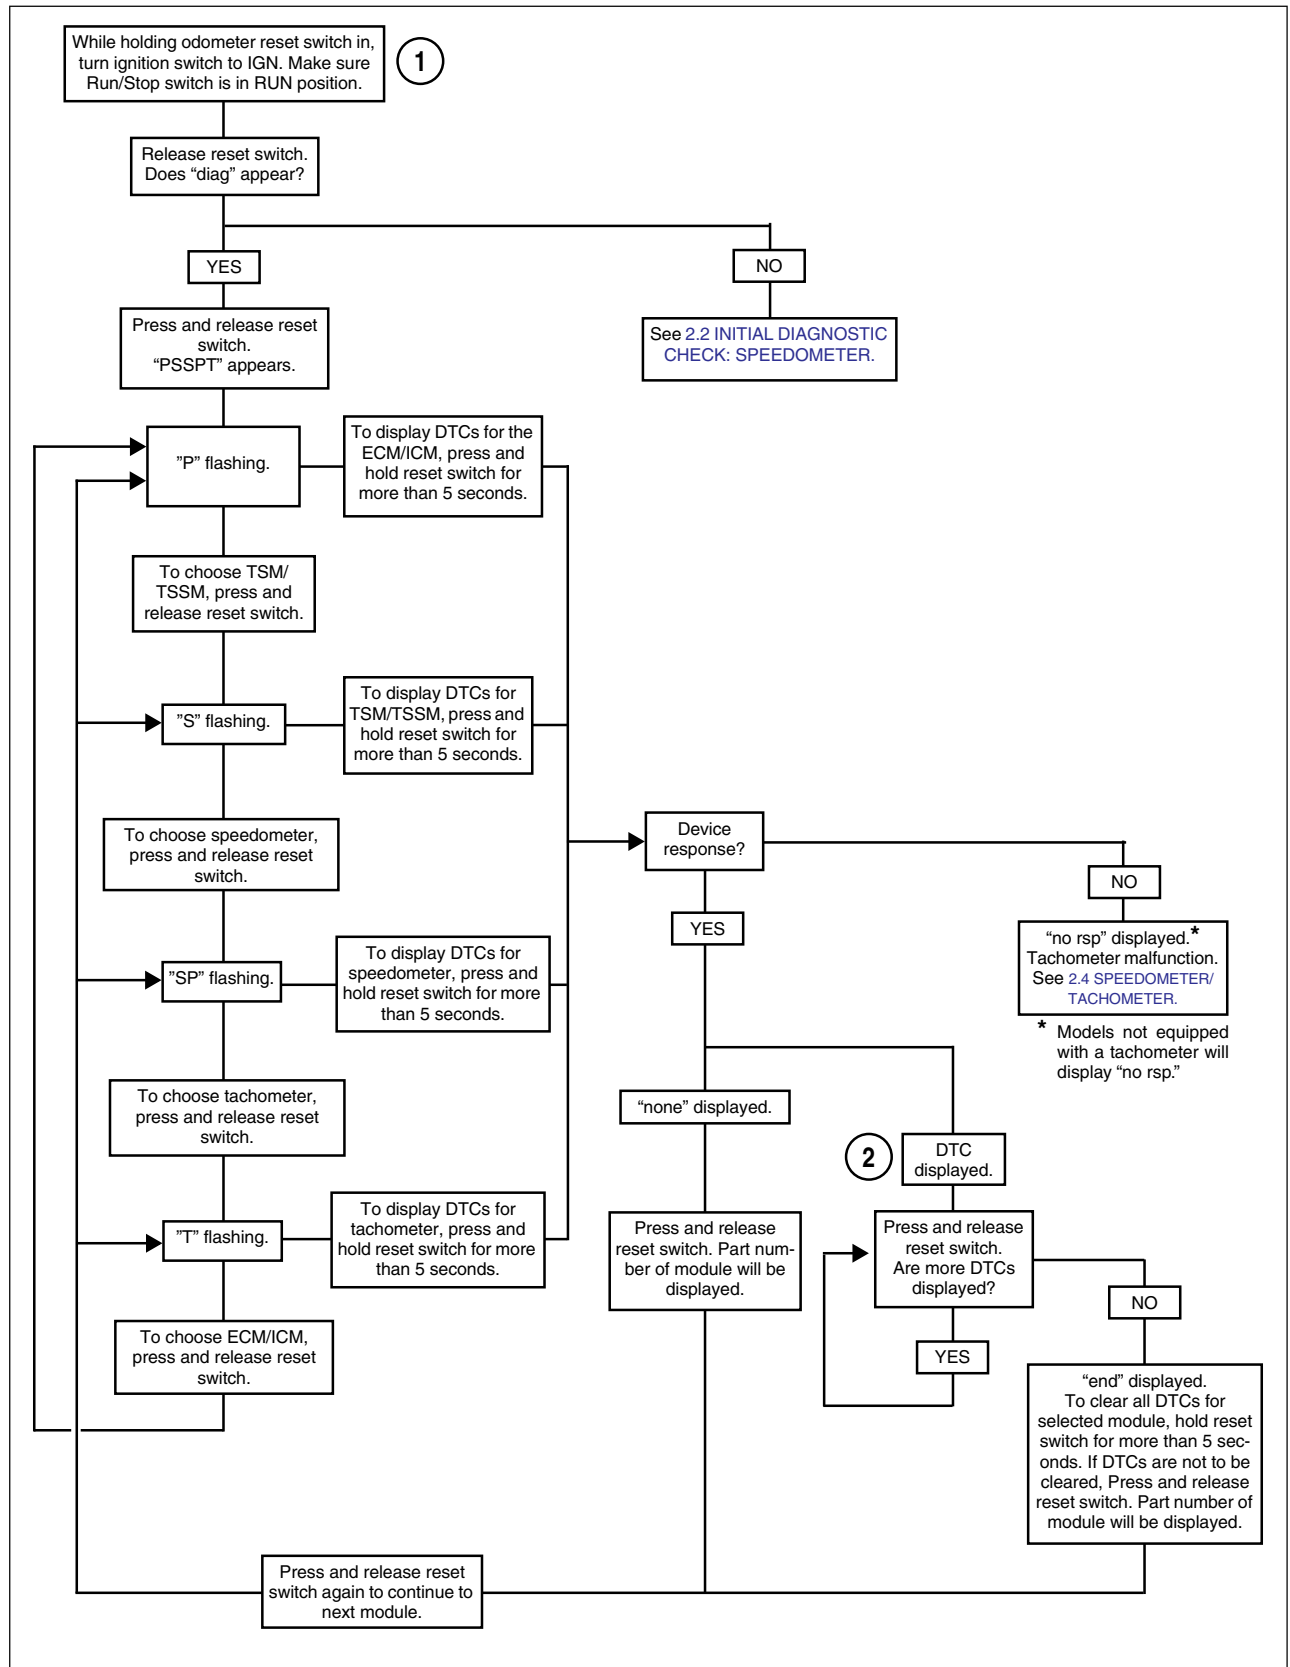 While holding odometer reset switch in,
turn ignition switch to IGN. Make sure
Run/Stop switch is in RUN position.
1
Release reset switch.
Does “diag” appear?
YES
NO
Press and release reset
switch.
“PSSPT” appears.
See 2.2 INITIAL DIAGNOSTIC
CHECK: SPEEDOMETER.
”P” flashing.
To display DTCs for the
ECM/ICM, press and
hold reset switch for
more than 5 seconds.
To choose TSM/
TSSM, press and
release reset switch.
”S” flashing.
To display DTCs for
TSM/TSSM, press and
hold reset switch for
more than 5 seconds.
To choose speedometer,
press and release reset
switch.
Device
response?
NO
YES
“no rsp” displayed.*
Tachometer malfunction.
See 2.4 SPEEDOMETER/
TACHOMETER.
* Models not equipped
with a tachometer will
display “no rsp.”
”SP” flashing.
To display DTCs for
speedometer, press and
hold reset switch for more
than 5 seconds.
To choose tachometer,
press and release reset
switch.
“none” displayed.
2
DTC
displayed.
”T” flashing.
To display DTCs for
tachometer, press and
hold reset switch for more
than 5 seconds.
Press and release
reset switch. Part num-
ber of module will be
displayed.
Press and release
reset switch.
Are more DTCs
displayed?
NO
YES
To choose ECM/ICM,
press and release reset
switch.
“end” displayed.
To clear all DTCs for
selected module, hold reset
switch for more than 5 sec-
onds. If DTCs are not to be
cleared, Press and release
reset switch. Part number of
module will be displayed.
Press and release reset
switch again to continue to
next module.